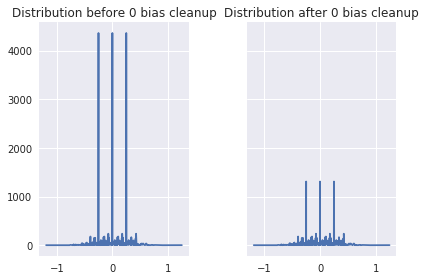 Distribution before 0 bias cleanup
Distribution after 0 bias cleanup
4000
3000
2000
1000
0
−1 0 1
−1 0 1